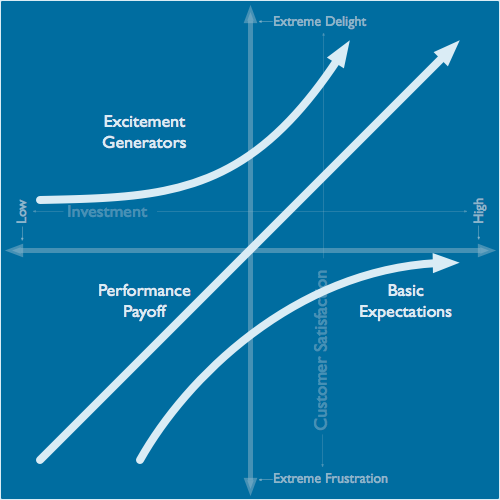 Extreme Delight
Excitement
Generators
Low
Investment
High
Performance
Payoff
Customer Satisfaction
Basic
Expectations
Extreme Frustration